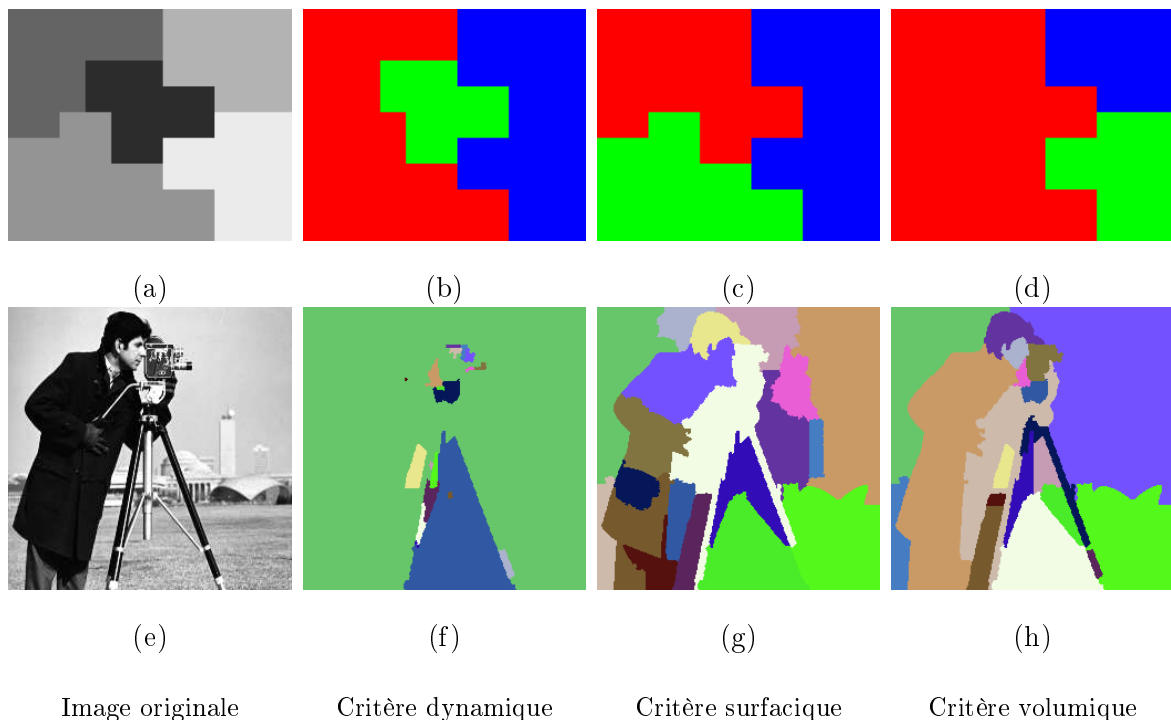 (a) (b) (c) (d)
(e) (f) (g) (h)
Image originale Critère dynamique Critère surfacique Critère volumique